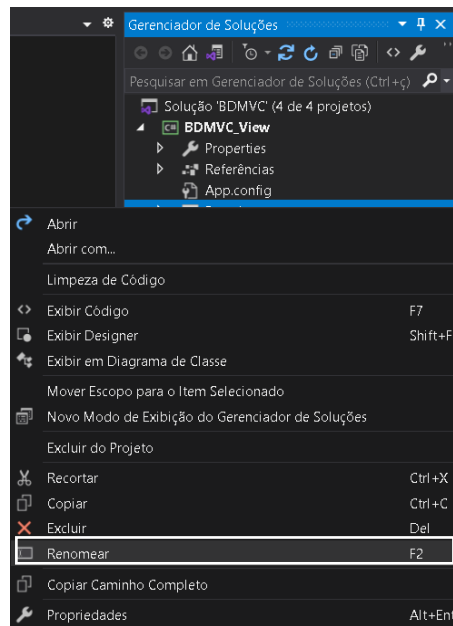 Gerenciador de Soluções
Pesquisar em Gerenciador de Soluções (Ctrl+ç)
Solução 'BDMVC' (4 de 4 projetos)
C# BDMVC_View
Properties
Referências
App.config
Abrir
Abrir com...
Limpeza de Código
Exibir Código F7
Exibir Designer Shift+F
Exibir em Diagrama de Classe
Mover Escopo para o Item Selecionado
Novo Modo de Exibição do Gerenciador de Soluções
Excluir do Projeto
Recortar Ctrl+X
Copiar Ctrl+C
Excluir Del
Renomear F2
Copiar Caminho Completo
Propriedades Alt+Ent